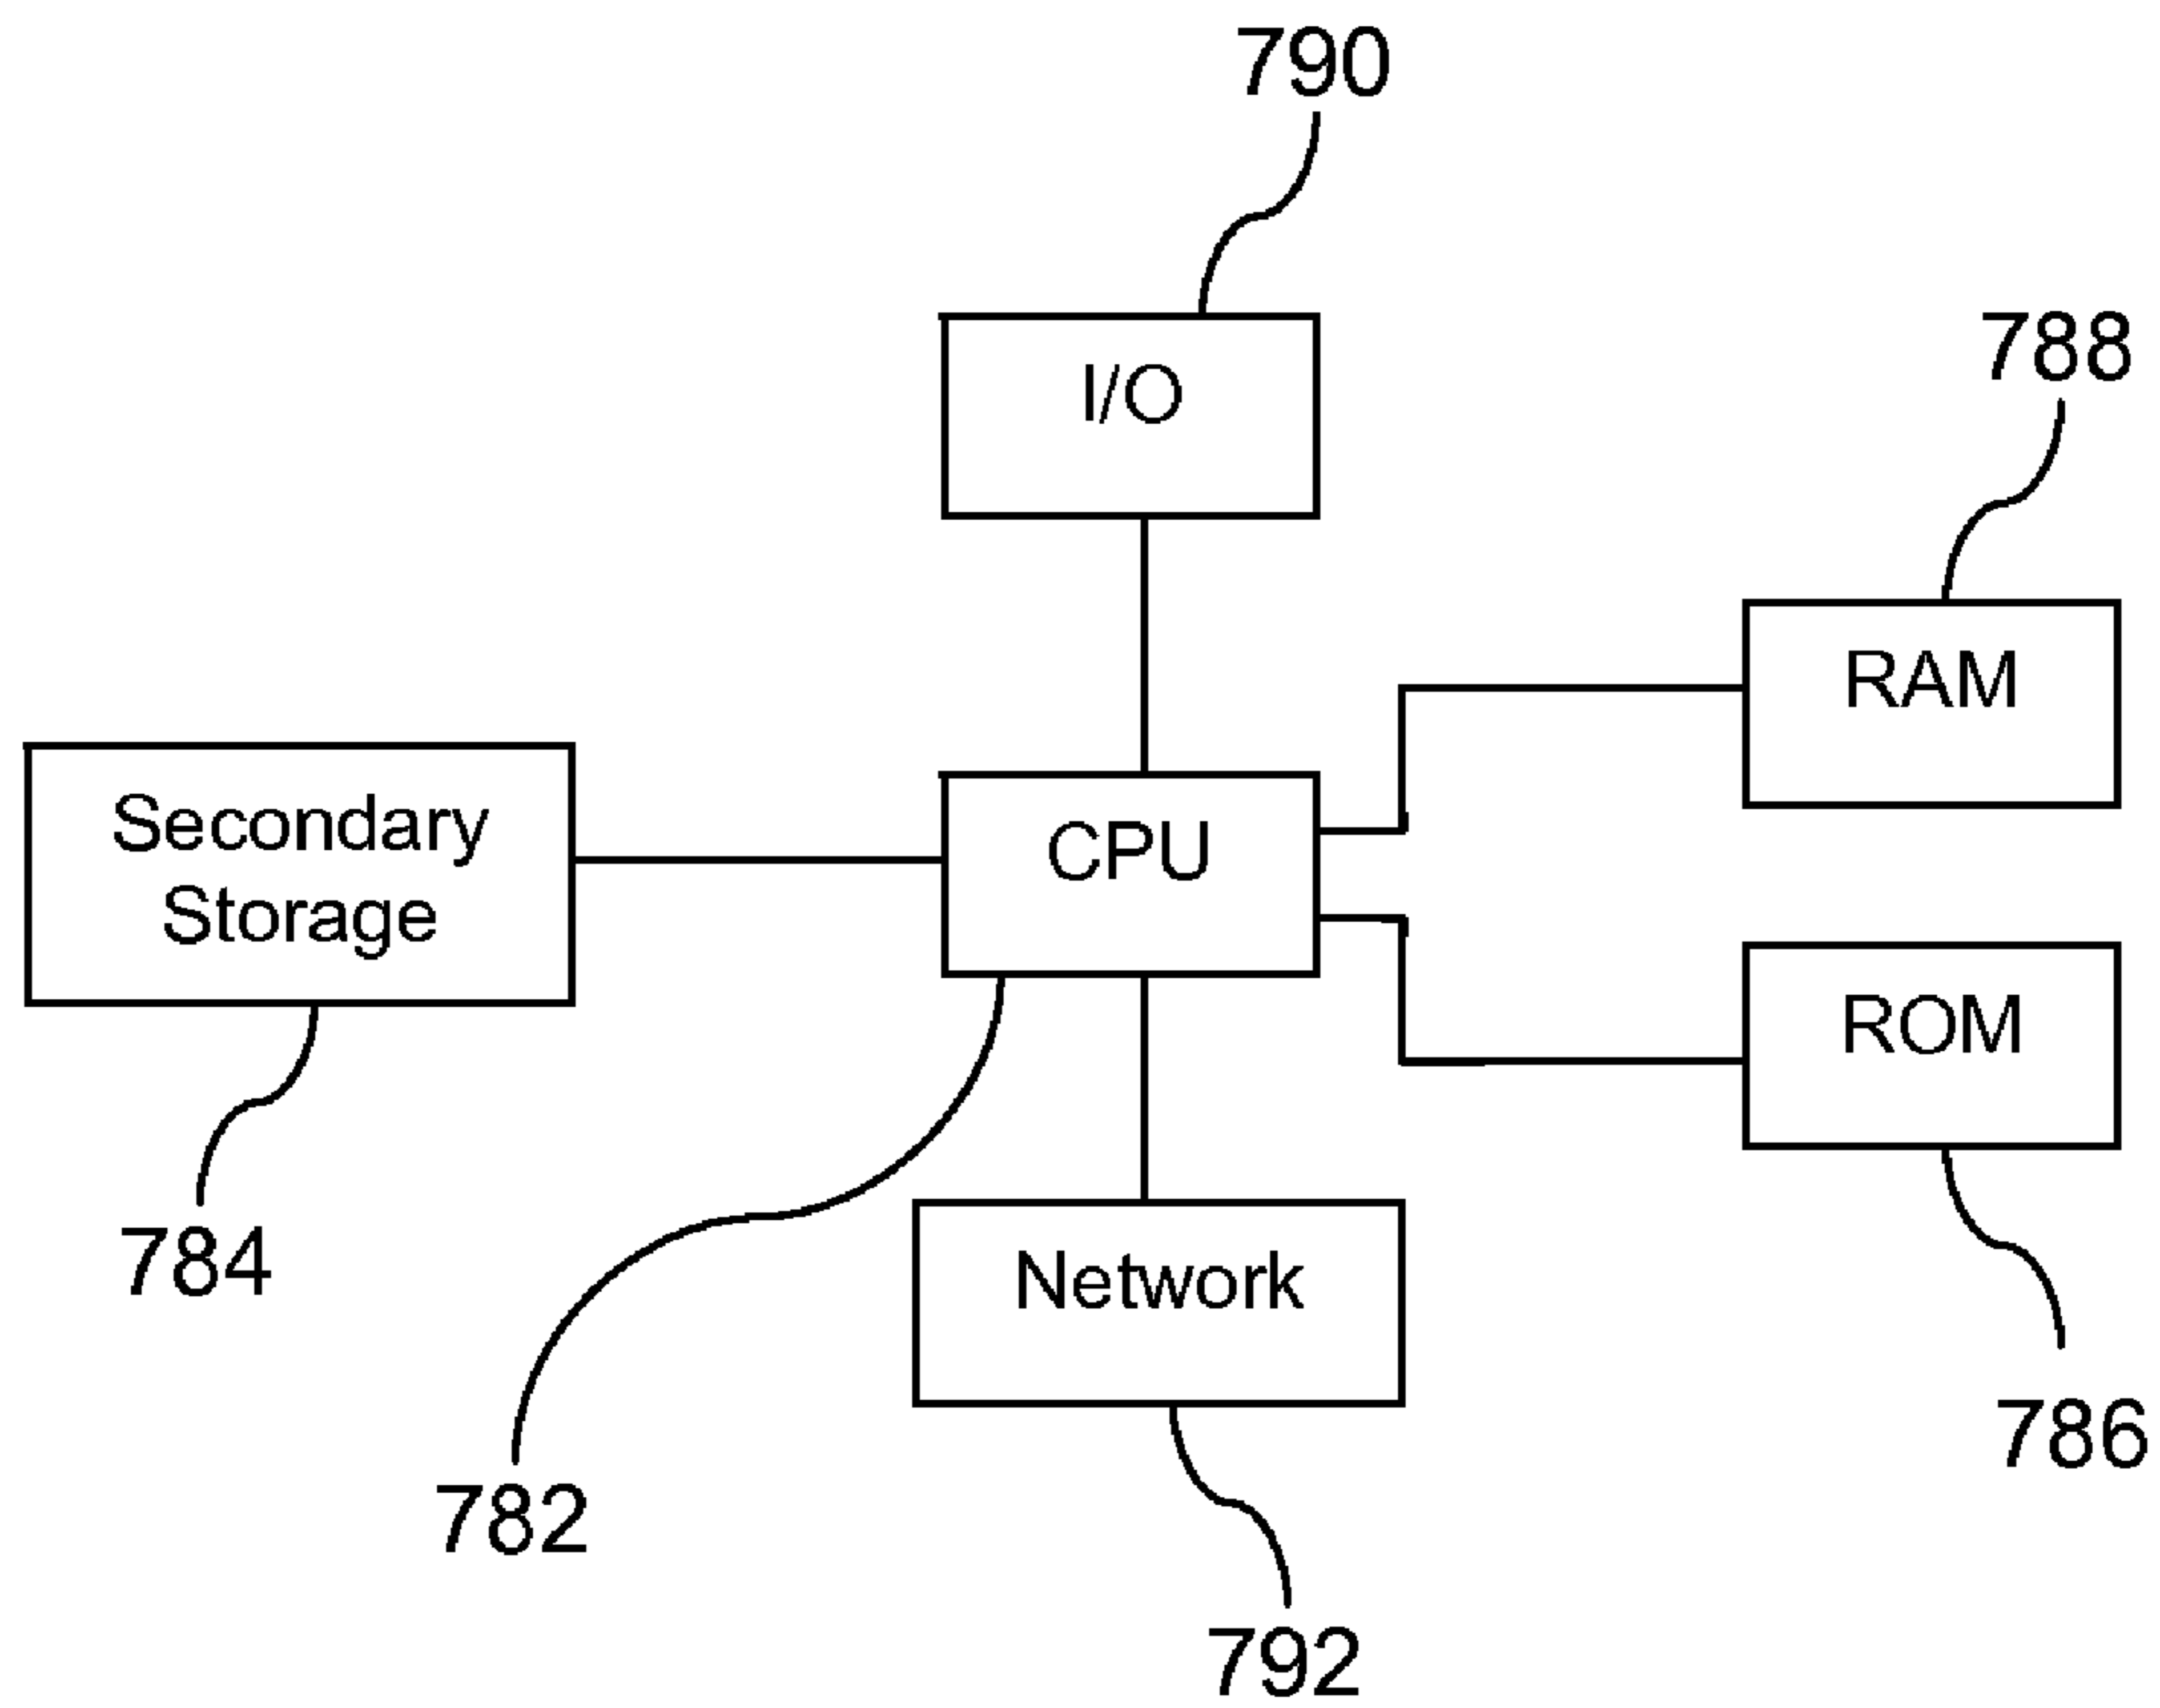 790
I/O
788
RAM
Secondary
Storage
CPU
ROM
784
Network
782
786
792